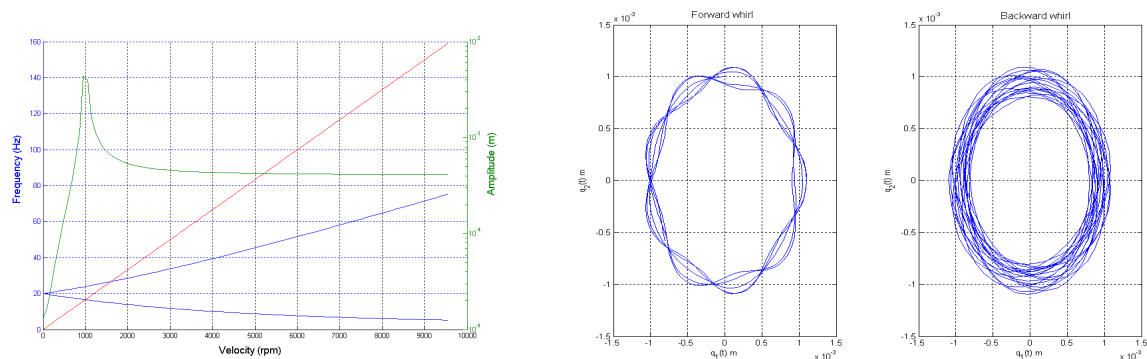 160
140
120
100
80
60
40
20
0
Frequency (Hz)
0 1000 2000 3000 4000 5000 6000 7000 8000 9000 10000
Velocity (rpm)
10⁻²
10⁻³
10⁻⁴
10⁻⁵
Amplitude (m)
Forward whirl
x 10⁻³
1.5
1
0.5
0
-0.5
-1
-1.5
q₂(t) m
-1.5 -1 -0.5 0 0.5 1 1.5
q₁(t) m
x 10⁻³
Backward whirl
x 10⁻³
1.5
1
0.5
0
-0.5
-1
-1.5
q₂(t) m
-1.5 -1 -0.5 0 0.5 1 1.5
q₁(t) m
x 10⁻³